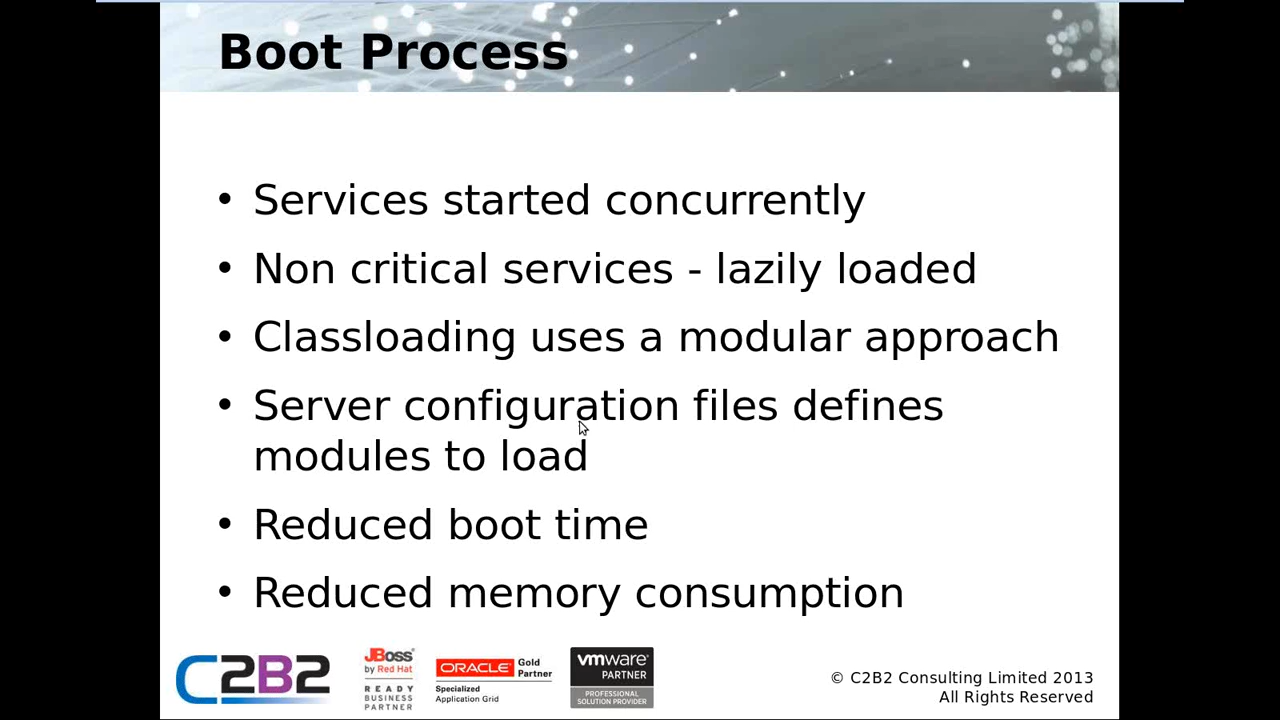 Boot Process
• Services started concurrently
• Non critical services - lazily loaded
• Classloading uses a modular approach
• Server configuration files defines
modules to load
• Reduced boot time
• Reduced memory consumption
C2B2
JBoss
by Red Hat
READY
BUSINESS
PARTNER
ORACLE Gold
Partner
Specialized
Application Grid
vmware
PARTNER
PROFESSIONAL
SOLUTION PROVIDER
© C2B2 Consulting Limited 2013
All Rights Reserved